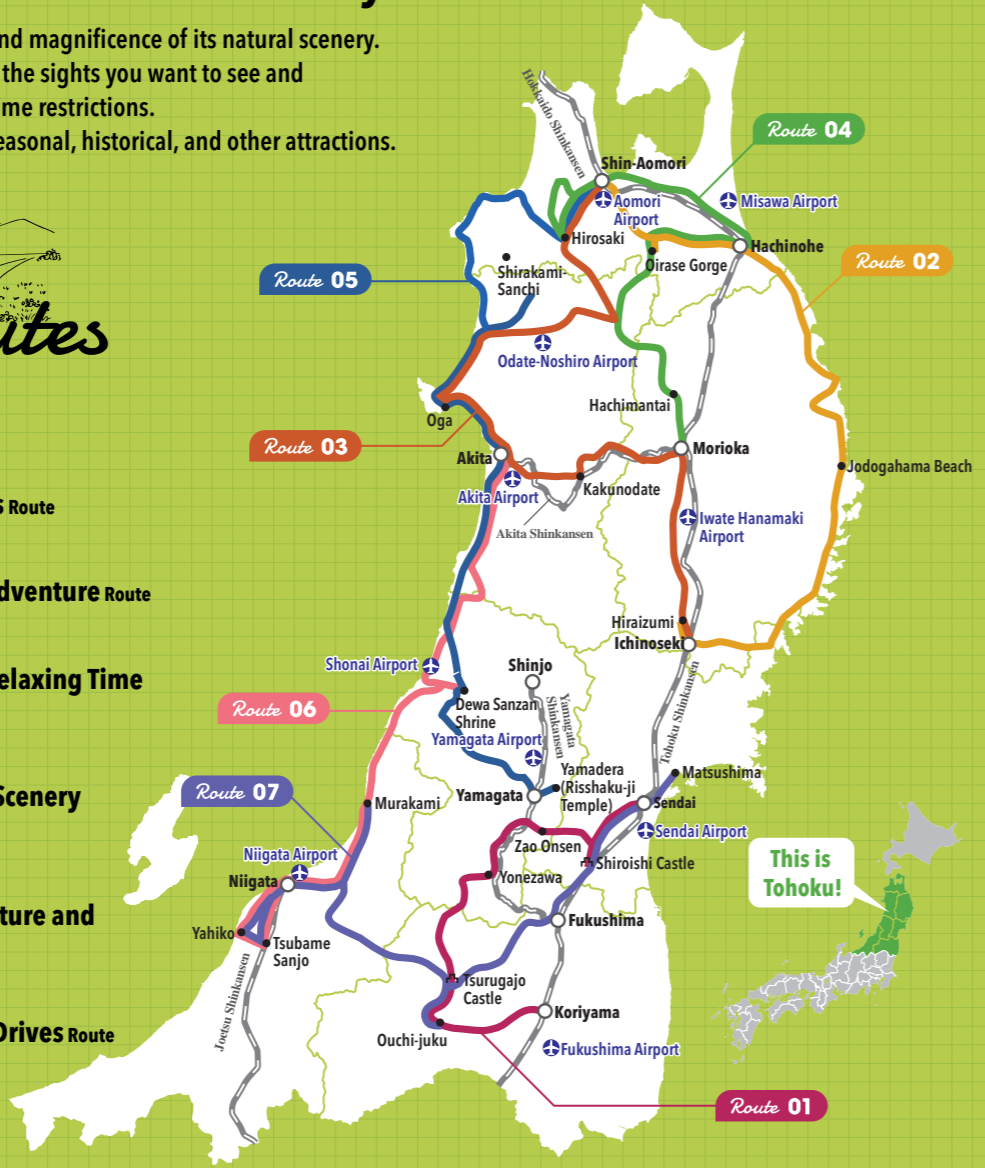 nd magnificence of its natural scenery.
the sights you want to see and
me restrictions.
easonal, historical, and other attractions.
utes
s Route
dventure Route
elaxing Time
Scenery
ture and
Drives Route
Hokkaido Shinkansen
Route 04
Shin-Aomori
Aomori
Airport
Misawa Airport
Hirosaki
Hachinohe
Oirase Gorge
Route 02
Shirakami-
Sanchi
Route 05
Odate-Noshiro Airport
Hachimantai
Oga
Route 03
Akita
Morioka
Jodogahama Beach
Kakunodate
Akita Airport
Akita Shinkansen
Iwate Hanamaki
Airport
Hiraizumi
Ichinoseki
Shonai Airport
Shinjo
Tohoku Shinkansen
Dewa Sanzan
Shrine
Yamagata
Shinkansen
Route 06
Yamagata Airport
Yamadera
(Risshaku-ji
Temple)
Matsushima
Route 07
Murakami
Yamagata
Sendai
Sendai Airport
Zao Onsen
Shiroishi Castle
Niigata Airport
Niigata
Yonezawa
This is
Tohoku!
Fukushima
Yahiko
Tsubame
Sanjo
Joetsu Shinkansen
Tsurugajo
Castle
Koriyama
Ouchi-juku
Fukushima Airport
Route 01